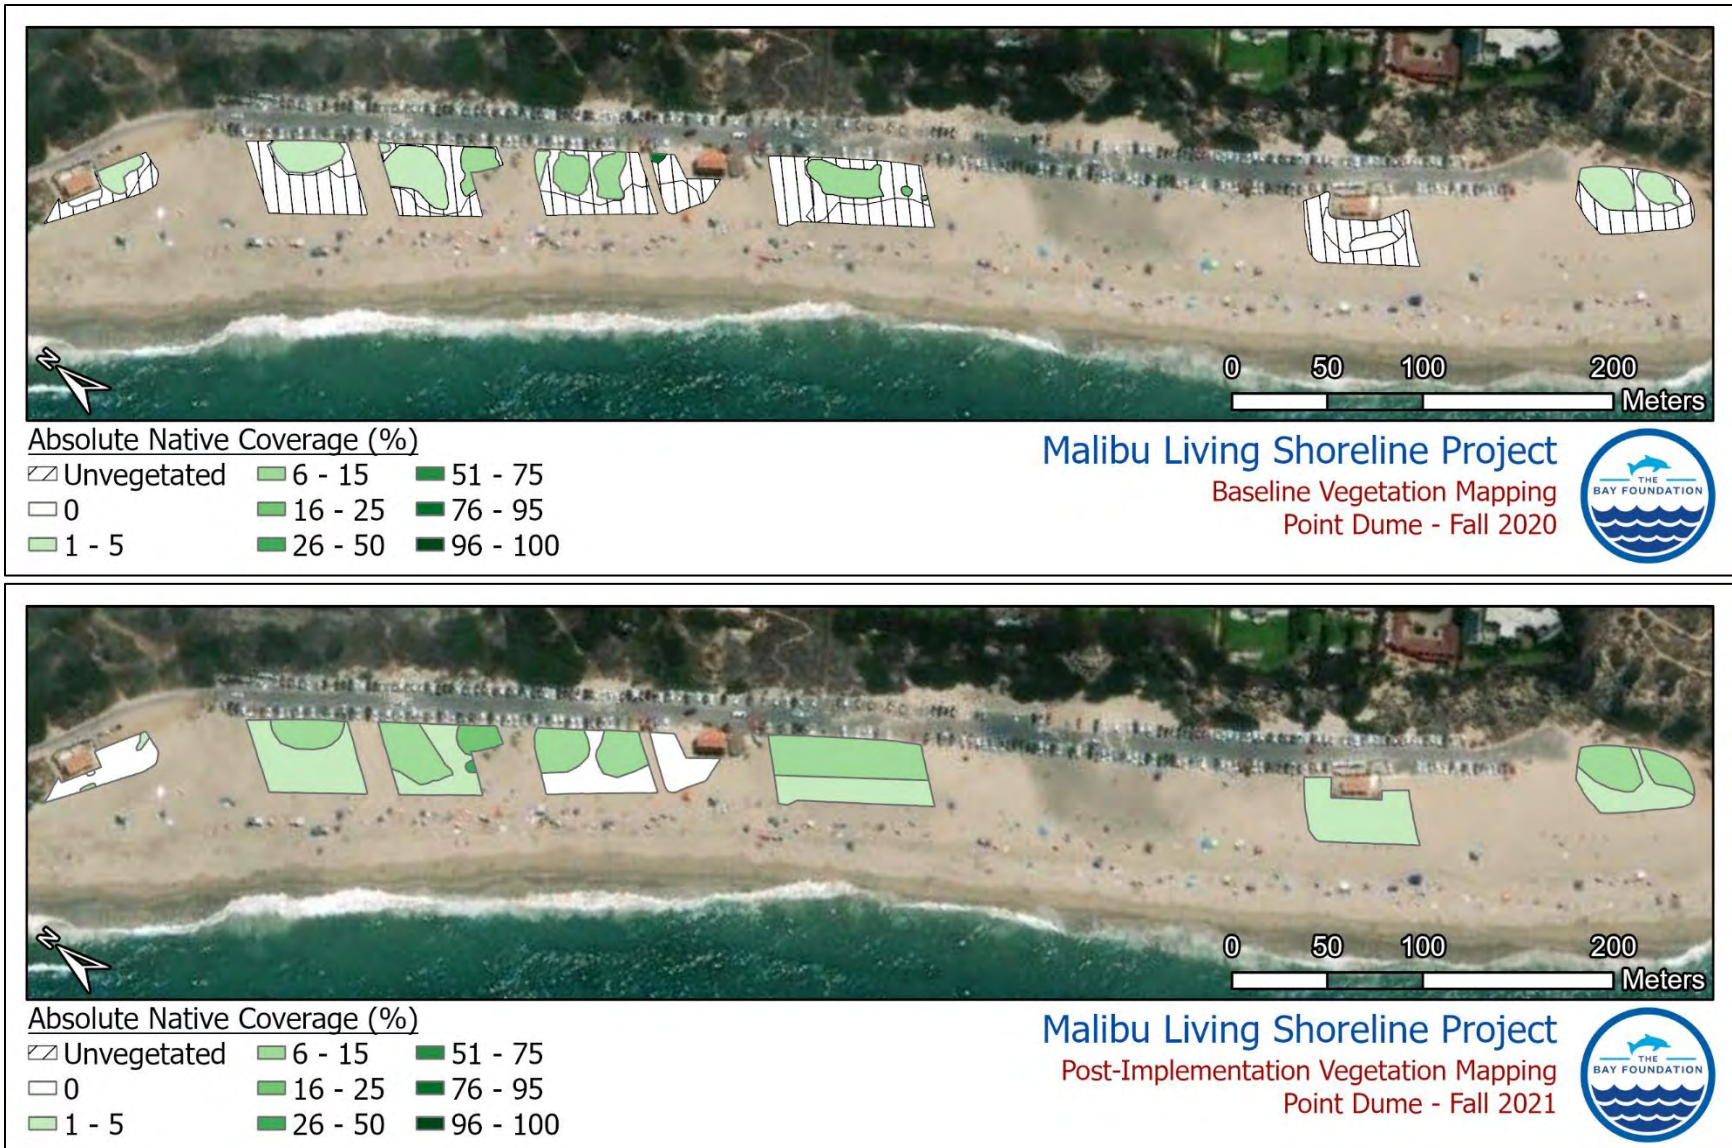 N
0 50 100 200
Meters
Absolute Native Coverage (%)
Unvegetated 6 - 15 51 - 75
0 16 - 25 76 - 95
1 - 5 26 - 50 96 - 100
Malibu Living Shoreline Project
Baseline Vegetation Mapping
Point Dume - Fall 2020
THE
BAY FOUNDATION
N
0 50 100 200
Meters
Absolute Native Coverage (%)
Unvegetated 6 - 15 51 - 75
0 16 - 25 76 - 95
1 - 5 26 - 50 96 - 100
Malibu Living Shoreline Project
Post-Implementation Vegetation Mapping
Point Dume - Fall 2021
THE
BAY FOUNDATION